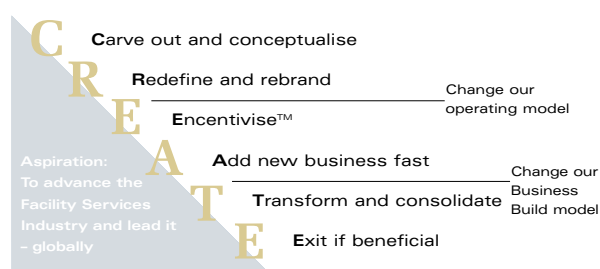 C
Carve out and conceptualise
R
Redefine and rebrand
Change our
operating model
E
Encentivise™
A
Add new business fast
Change our
Business
Build model
T
Transform and consolidate
E
Exit if beneficial
Aspiration:
To advance the
Facility Services
Industry and lead it
– globally